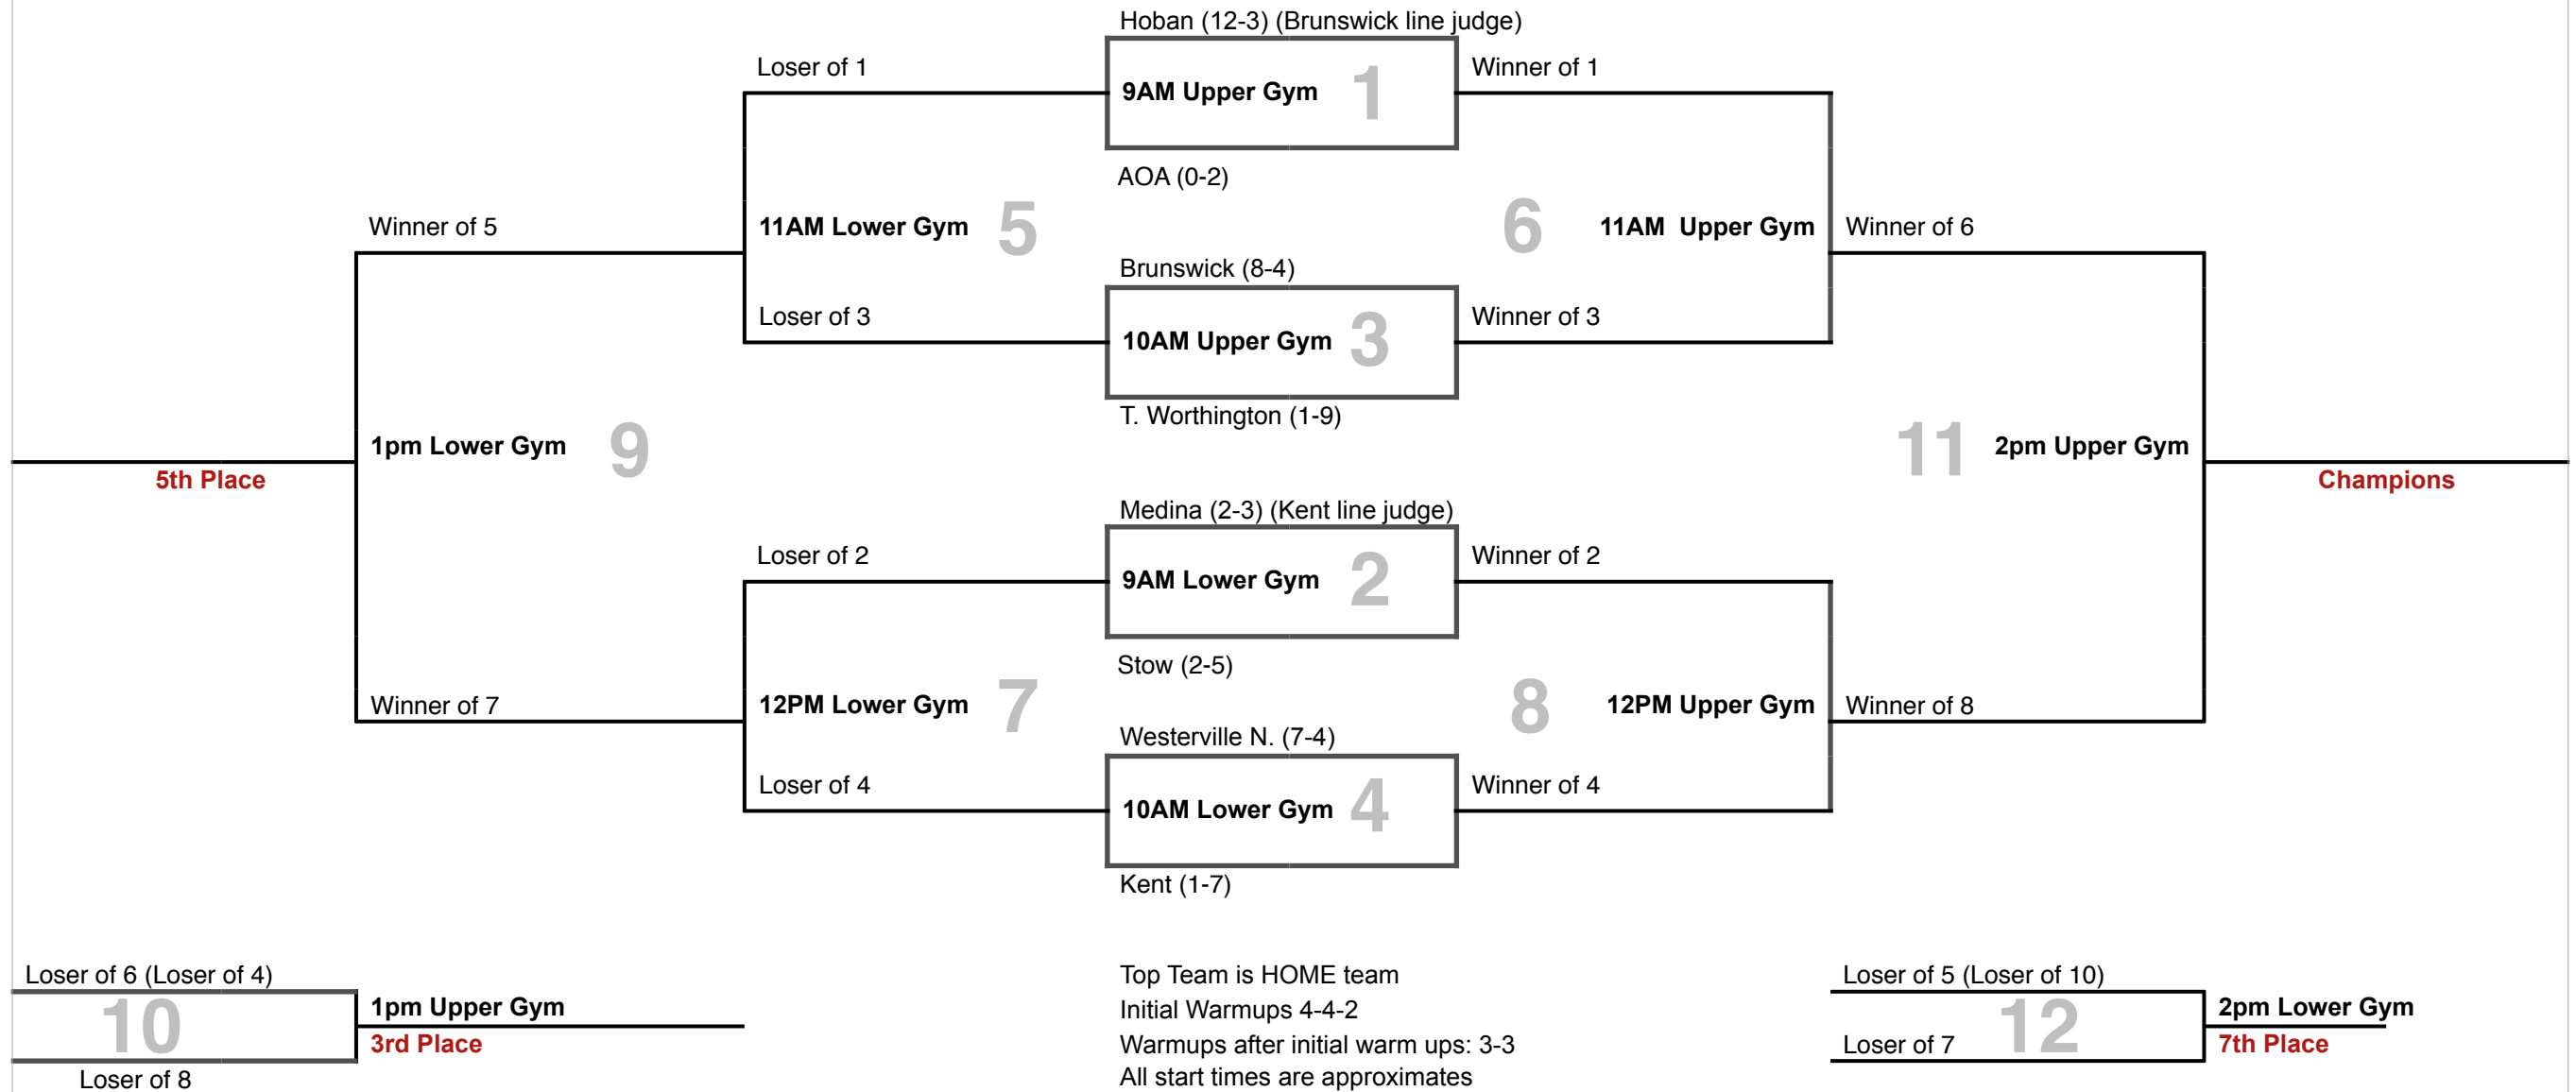 Hoban (12-3) (Brunswick line judge)
Loser of 1
Winner of 1
9AM Upper Gym
1
AOA (0-2)
Winner of 5
11AM Lower Gym
5
6
11AM  Upper Gym
Winner of 6
Brunswick (8-4)
Loser of 3
Winner of 3
10AM Upper Gym
3
T. Worthington (1-9)
1pm Lower Gym
9
11
2pm Upper Gym
5th Place
Champions
Medina (2-3) (Kent line judge)
Loser of 2
Winner of 2
9AM Lower Gym
2
Stow (2-5)
Winner of 7
12PM Lower Gym
7
8
12PM Upper Gym
Winner of 8
Westerville N. (7-4)
Loser of 4
Winner of 4
10AM Lower Gym
4
Kent (1-7)
Loser of 6 (Loser of 4)
10
1pm Upper Gym
3rd Place
Loser of 8
Top Team is HOME team
Initial Warmups 4-4-2
Warmups after initial warm ups: 3-3
All start times are approximates
Loser of 5 (Loser of 10)
12
2pm Lower Gym
Loser of 7
7th Place